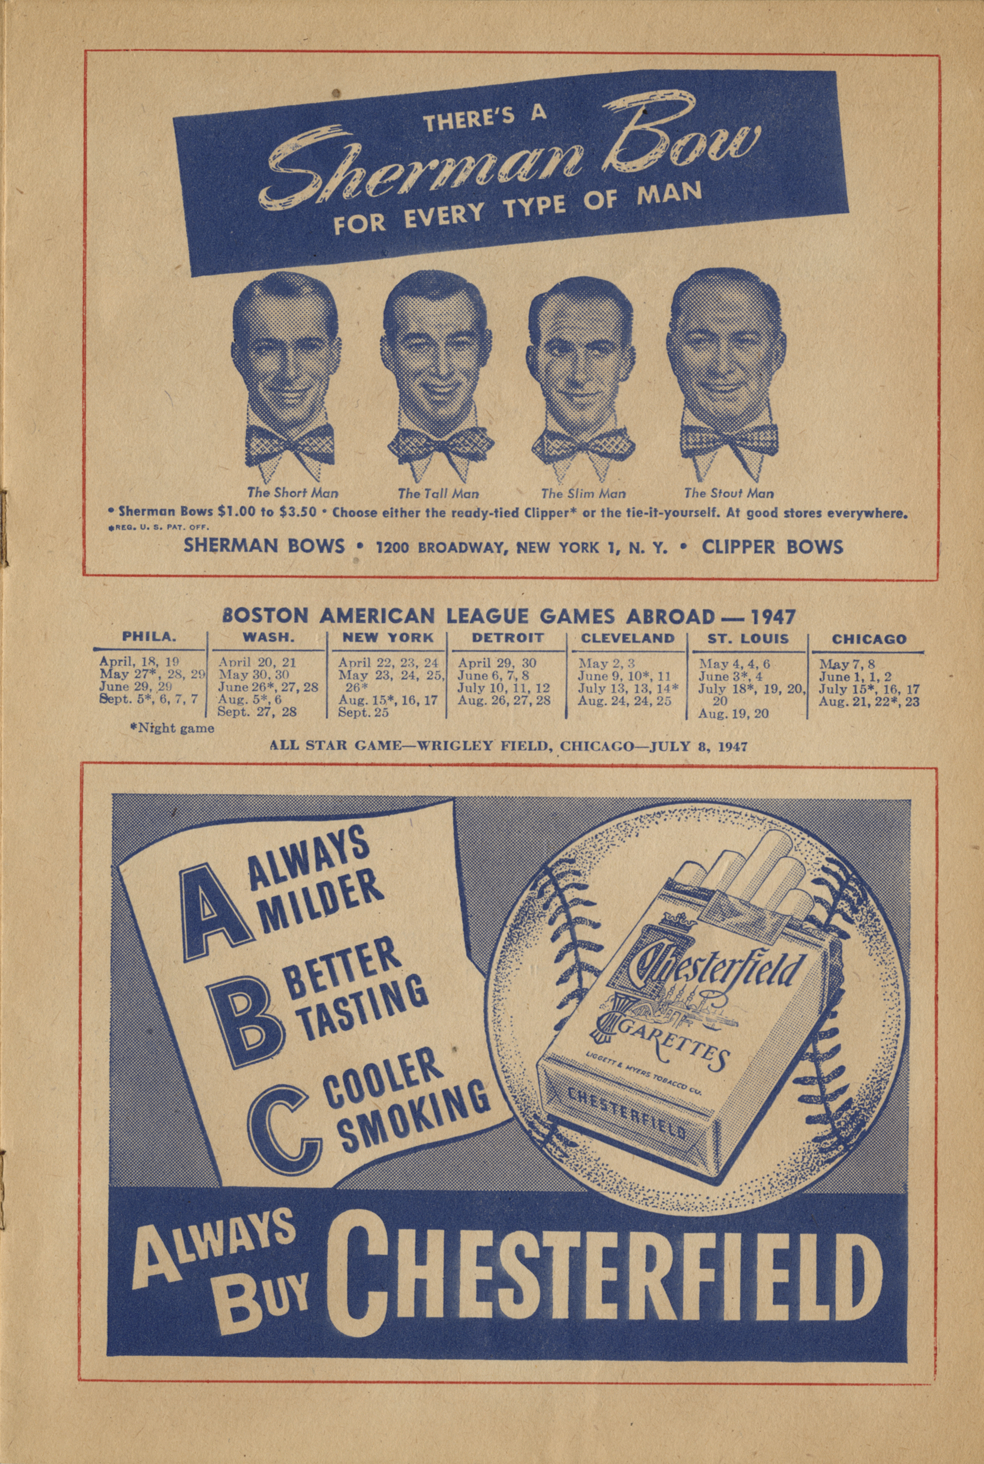 THERE'S A
Sherman Bow
FOR EVERY TYPE OF MAN
The Short Man
The Tall Man
The Slim Man
The Stout Man
• Sherman Bows $1.00 to $3.50 • Choose either the ready-tied Clipper* or the tie-it-yourself. At good stores everywhere.
*REG. U. S. PAT. OFF.
SHERMAN BOWS • 1200 BROADWAY, NEW YORK 1, N. Y. • CLIPPER BOWS
BOSTON AMERICAN LEAGUE GAMES ABROAD — 1947
PHILA.
April, 18, 19
May 27*, 28, 29
June 29, 29
Sept. 5*, 6, 7, 7
WASH.
April 20, 21
May 30, 30
June 26*, 27, 28
Aug. 5*, 6
Sept. 27, 28
NEW YORK
April 22, 23, 24
May 23, 24, 25,
26*
Aug. 15*, 16, 17
Sept. 25
DETROIT
April 29, 30
June 6, 7, 8
July 10, 11, 12
Aug. 26, 27, 28
CLEVELAND
May 2, 3
June 9, 10*, 11
July 13, 13, 14*
Aug. 24, 24, 25
ST. LOUIS
May 4, 4, 6
June 3*, 4
July 18*, 19, 20,
20
Aug. 19, 20
CHICAGO
May 7, 8
June 1, 1, 2
July 15*, 16, 17
Aug. 21, 22*, 23
*Night game
ALL STAR GAME—WRIGLEY FIELD, CHICAGO—JULY 8, 1947
A ALWAYS
MILDER
B BETTER
TASTING
C COOLER
SMOKING
Chesterfield
CIGARETTES
LIGGETT & MYERS TOBACCO CO.
CHESTERFIELD
ALWAYS
BUY CHESTERFIELD